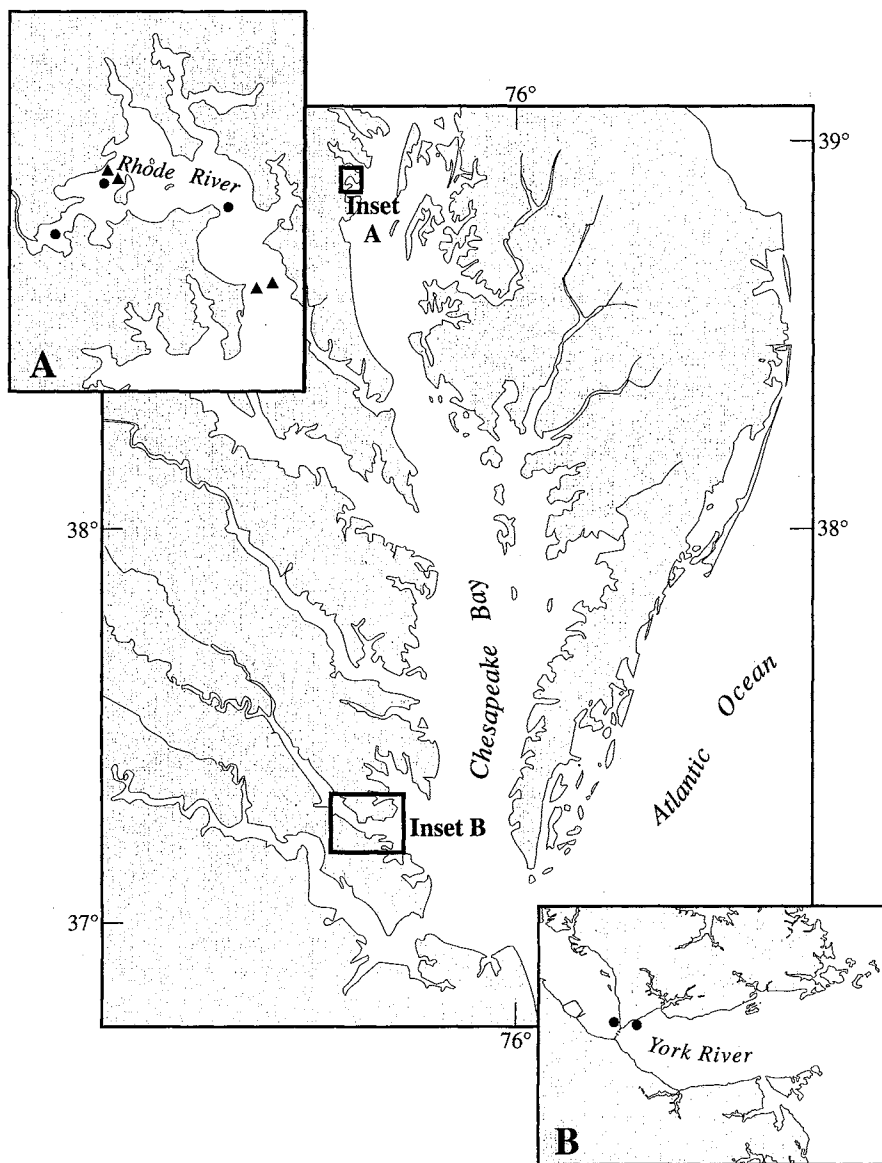 76°
39°
Rhode River
Inset
A
A
38°
38°
Chesapeake Bay
Atlantic Ocean
Inset B
37°
76°
York River
B